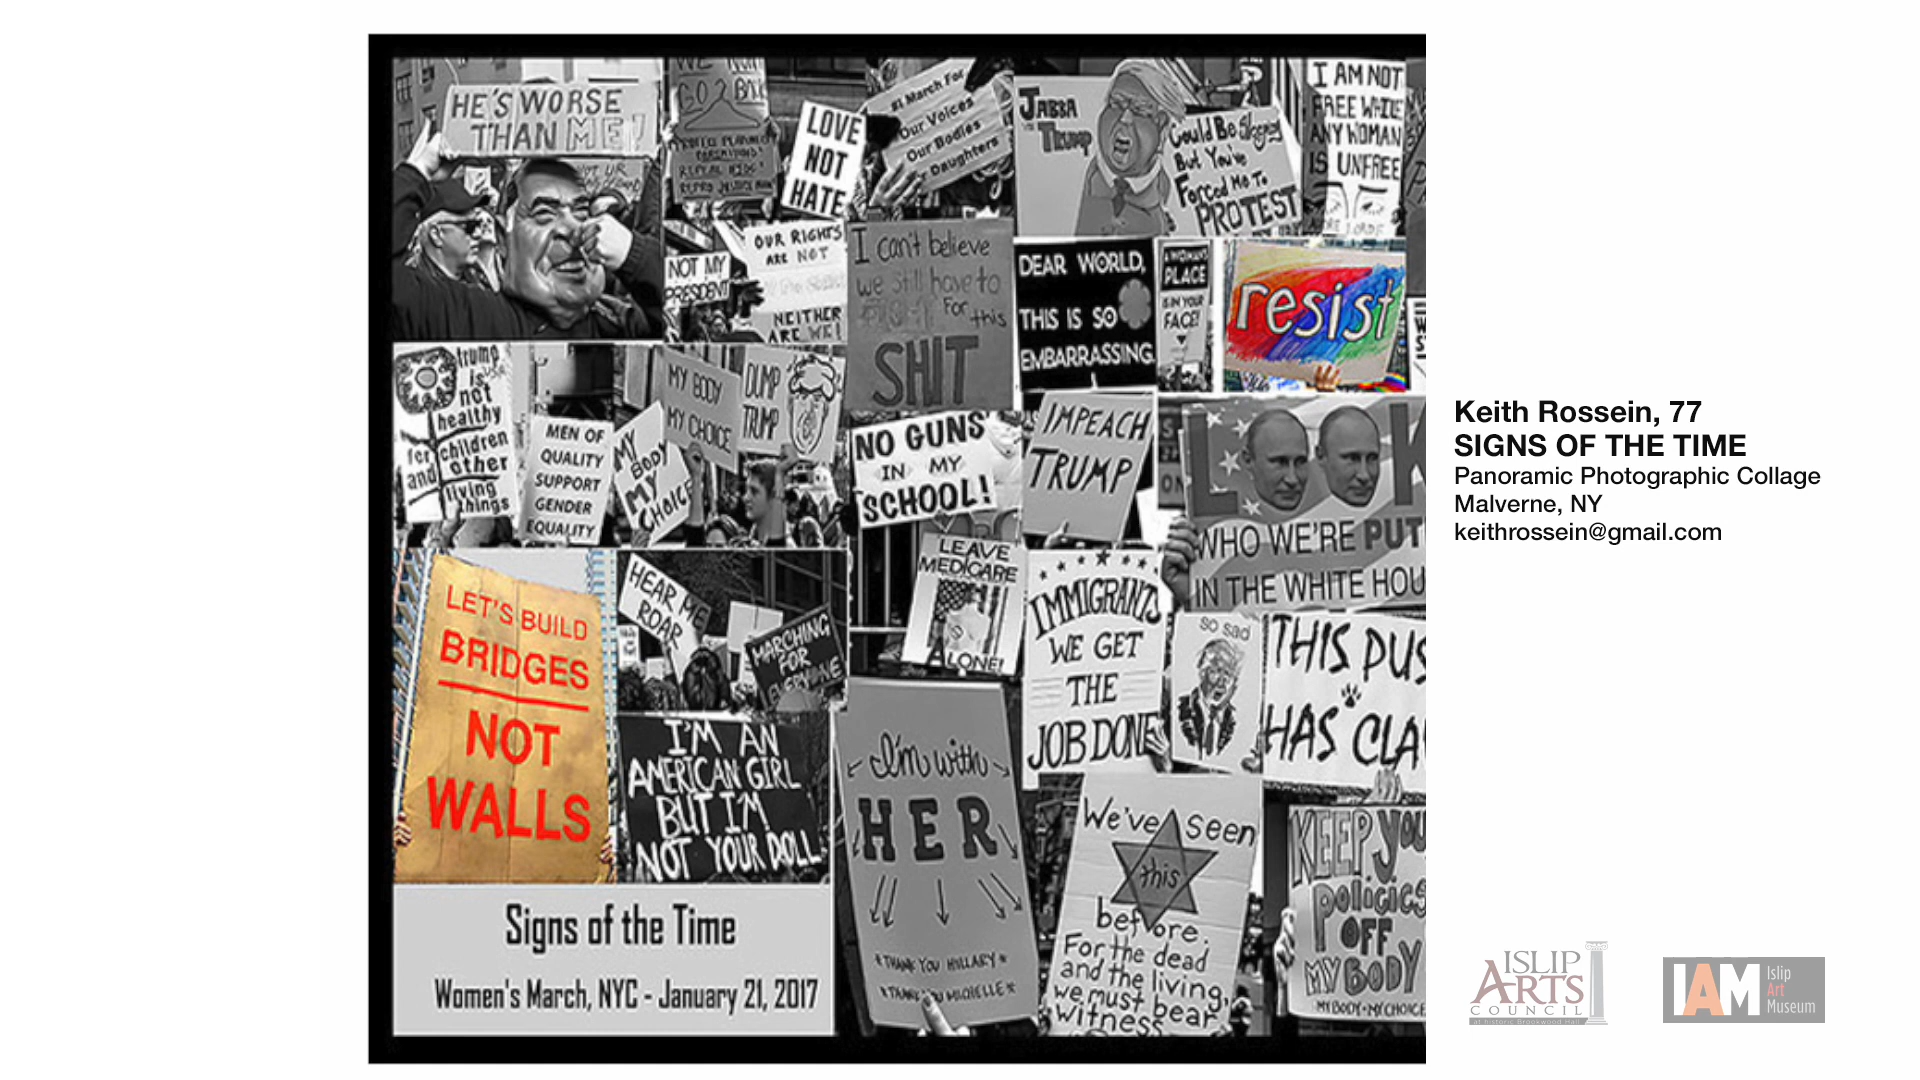 HE'S WORSE
THAN ME!
LOVE
NOT
HATE
#1 March For
Our Voices
Our Bodies
Daughters
JABBA
THE
TRUMP
Could Be Sleeping
But You've
Forced Me To
PROTEST
I AM NOT
FREE WHILE
ANY WOMAN
IS UNFREE
NOT MY
PRESIDENT
OUR RIGHTS
ARE NOT
NEITHER
ARE WE!
I can't believe
we still have to
FIGHT For this
SHIT
DEAR WORLD,
THIS IS SO
EMBARRASSING.
A WOMAN'S
PLACE
IS IN YOUR
FACE!
resist
trump
is
not
healthy
for children
and other
living
things
MEN OF
QUALITY
SUPPORT
GENDER
EQUALITY
MY
BODY
MY
CHOICE
MY BODY
MY CHOICE
DUMP
TRUMP
NO GUNS
IN MY
SCHOOL!
IMPEACH
TRUMP
L K
WHO WE'RE PUT
IN THE WHITE HOU
LET'S BUILD
BRIDGES
NOT
WALLS
HEAR ME
ROAR
MARCHING
FOR
EVERYONE
LEAVE
MEDICARE
ALONE!
IMMIGRANTS
WE GET
THE
JOB DONE
so sad
THIS PUS
HAS CLA
I'M AN
AMERICAN GIRL
BUT I'M
NOT YOUR DOLL
I'm with
HER
*THANK YOU HILLARY*
*THANK YOU MICHELLE*
We've seen
this
before.
For the dead
and the living,
we must bear
witness
KEEP YOU
policies
OFF
MY BODY
MY BODY-MY CHOICE
Signs of the Time
Women's March, NYC - January 21, 2017
Keith Rossein, 77
SIGNS OF THE TIME
Panoramic Photographic Collage
Malverne, NY
keithrossein@gmail.com
ISLIP
ARTS
COUNCIL
at historic Brookwood Hall
IAM Islip
Art
Museum